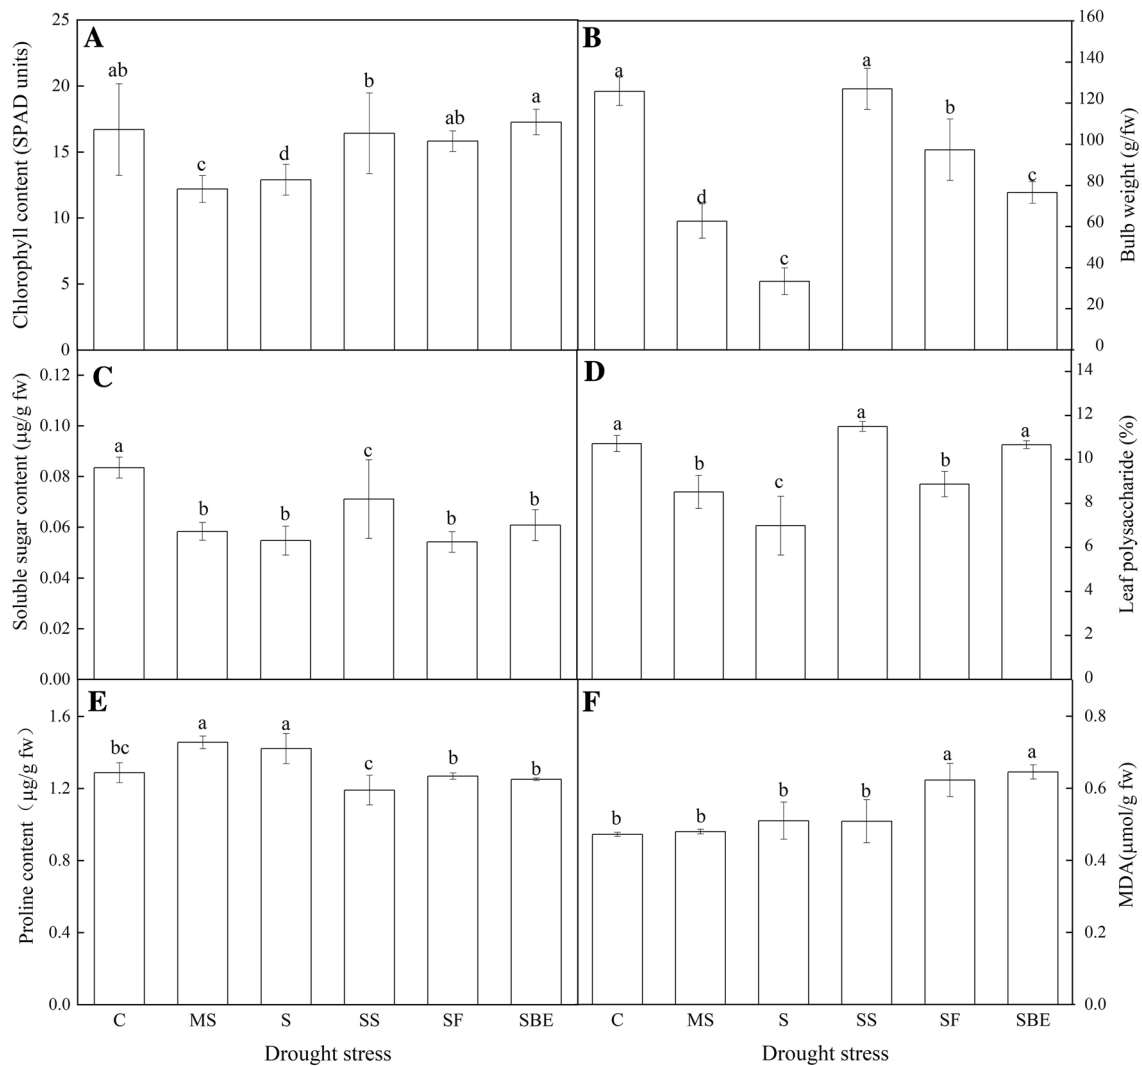 A
Chlorophyll content (SPAD units)
25
20
15
10
5
0
ab
c
d
b
ab
a
B
Bulb weight (g/fw)
160
140
120
100
80
60
40
20
0
a
d
c
a
b
c
C
Soluble sugar content (μg/g fw)
0.12
0.10
0.08
0.06
0.04
0.02
0.00
a
b
b
c
b
b
D
Leaf polysaccharide (%)
14
12
10
8
6
4
2
0
a
b
c
a
b
a
E
Proline content（μg/g fw）
1.6
1.2
0.8
0.4
0.0
bc
a
a
c
b
b
C MS S SS SF SBE
Drought stress
F
MDA(μmol/g fw)
0.8
0.6
0.4
0.2
0.0
b
b
b
b
a
a
C MS S SS SF SBE
Drought stress